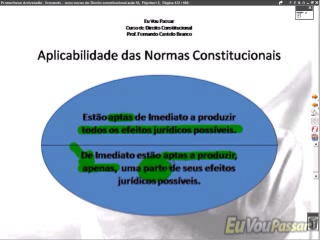 Eu Vou Passar
Curso de Direito Constitucional
Prof. Fernando Castelo Branco
Aplicabilidade das Normas Constitucionais
Estão aptas de Imediato a produzir
todos os efeitos jurídicos possíveis.
De Imediato estão aptas a produzir,
apenas, uma parte de seus efeitos
jurídicos possíveis.
EuVouPassar